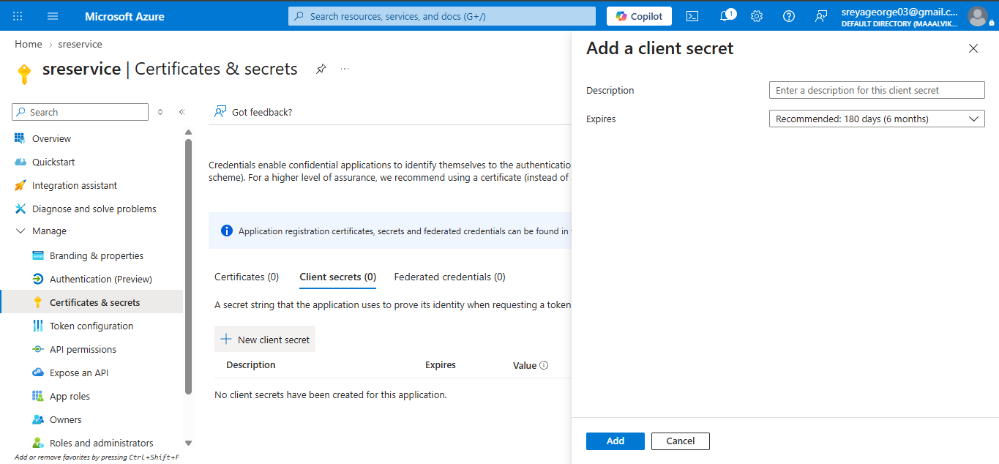 Microsoft Azure
Search resources, services, and docs (G+/)
Copilot
1
sreyageorge03@gmail.c...
DEFAULT DIRECTORY (MAAALVIK...
Home > sreservice
sreservice | Certificates & secrets
...
Search
Overview
Quickstart
Integration assistant
Diagnose and solve problems
Manage
Branding & properties
Authentication (Preview)
Certificates & secrets
Token configuration
API permissions
Expose an API
App roles
Owners
Roles and administrators
Add or remove favorites by pressing Ctrl+Shift+F
Got feedback?
Credentials enable confidential applications to identify themselves to the authentication
scheme). For a higher level of assurance, we recommend using a certificate (instead of
Application registration certificates, secrets and federated credentials can be found in
Certificates (0)
Client secrets (0)
Federated credentials (0)
A secret string that the application uses to prove its identity when requesting a token
New client secret
Description
Expires
Value
No client secrets have been created for this application.
Add a client secret
Description
Enter a description for this client secret
Expires
Recommended: 180 days (6 months)
Add
Cancel